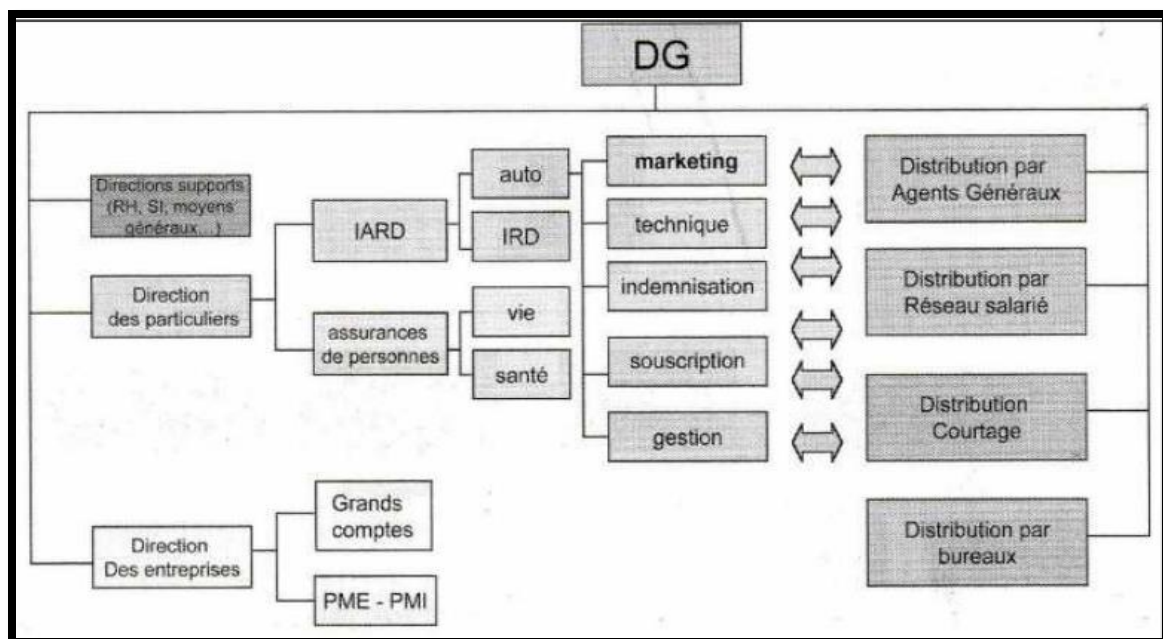 DG
Directions supports
(RH, SI, moyens
généraux...)
Direction
des particuliers
Direction
Des entreprises
IARD
assurances
de personnes
Grands
comptes
PME - PMI
auto
IRD
vie
santé
marketing
technique
indemnisation
souscription
gestion
Distribution par
Agents Généraux
Distribution par
Réseau salarié
Distribution
Courtage
Distribution par
bureaux